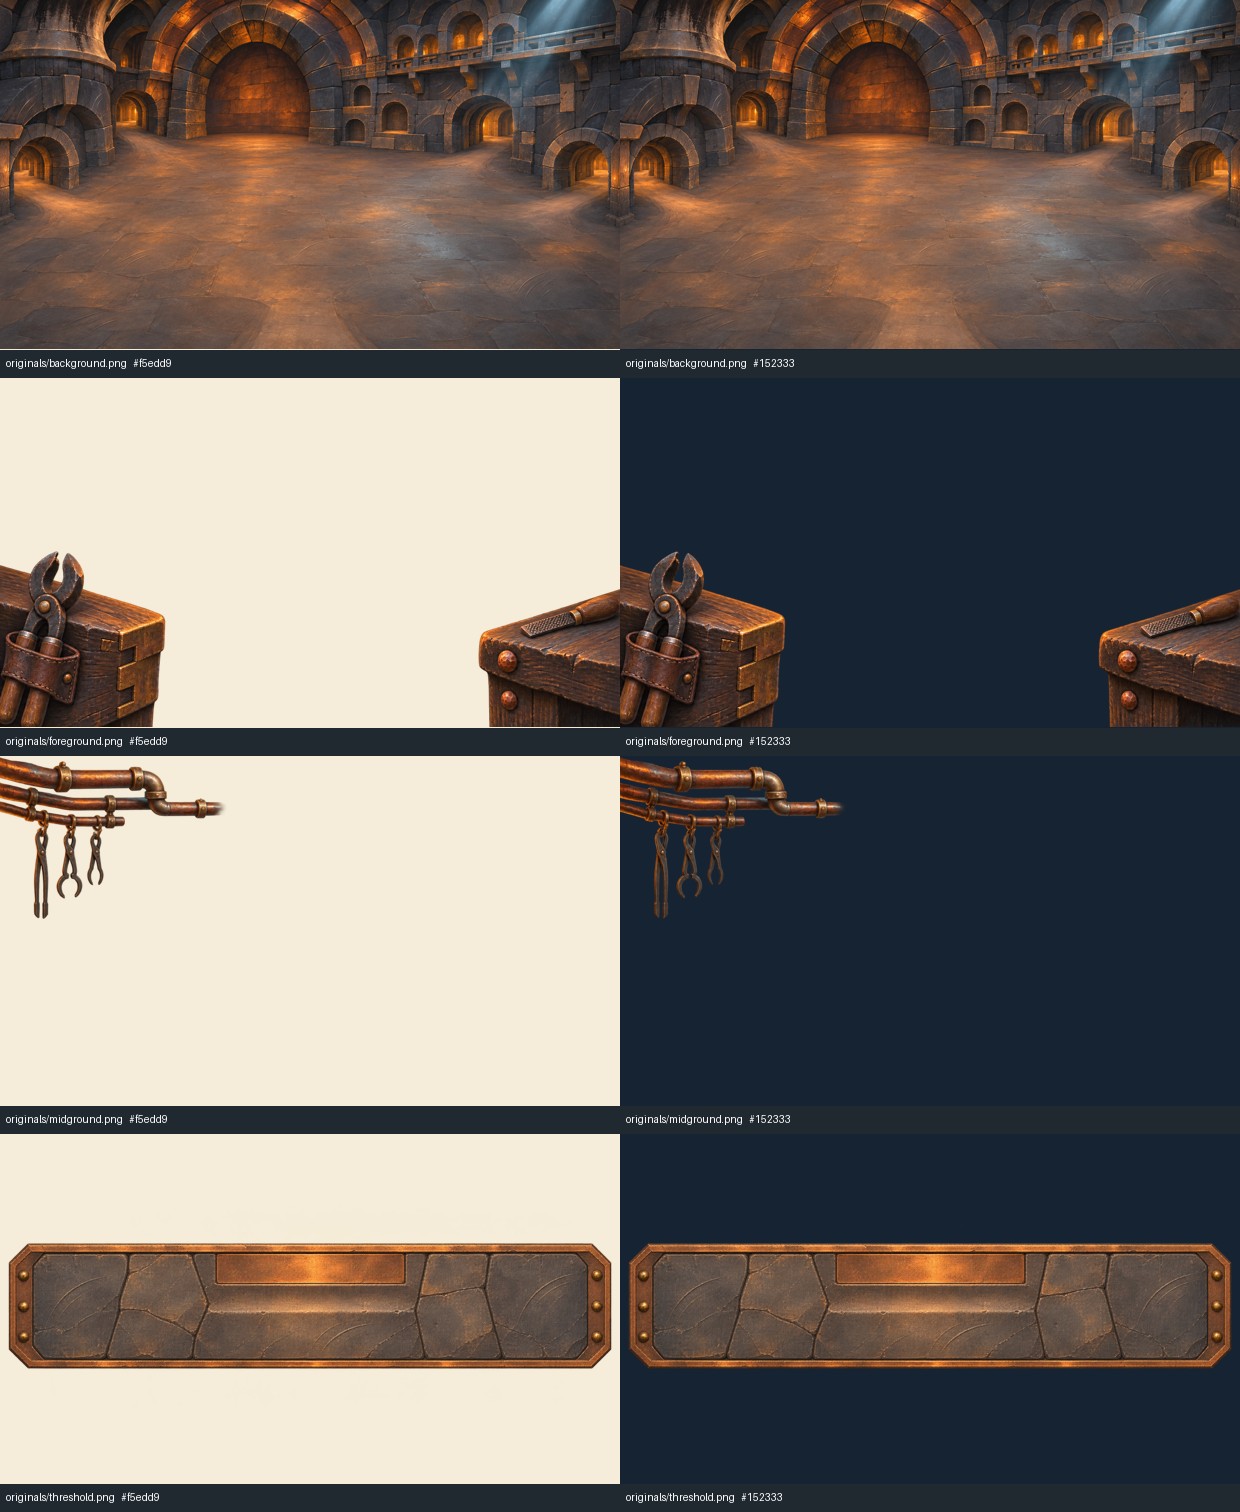 originals/background.png #f5edd9
originals/background.png #152333
originals/foreground.png #f5edd9
originals/foreground.png #152333
originals/midground.png #f5edd9
originals/midground.png #152333
originals/threshold.png #f5edd9
originals/threshold.png #152333